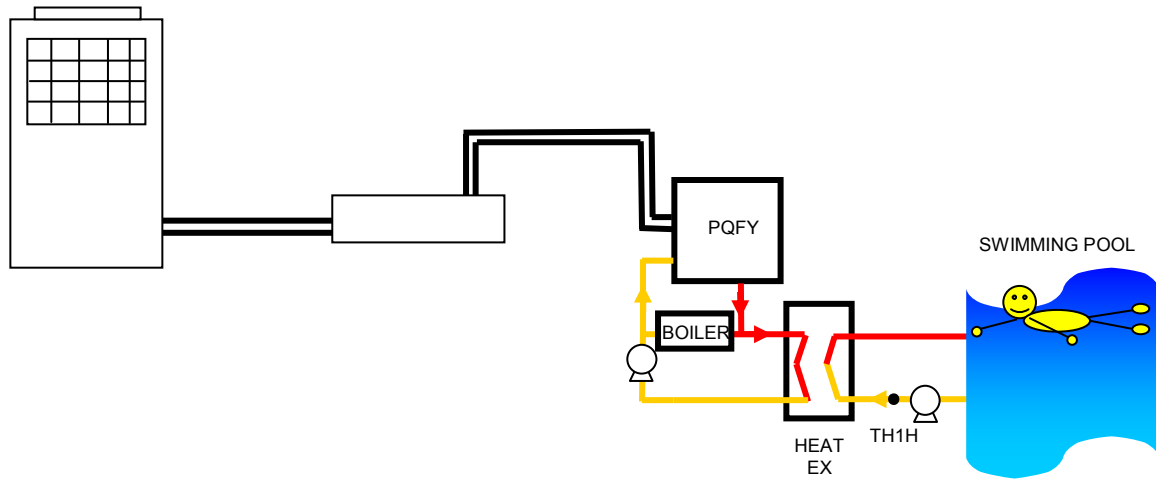 PQFY
SWIMMING POOL
BOILER
TH1H
HEAT
EX